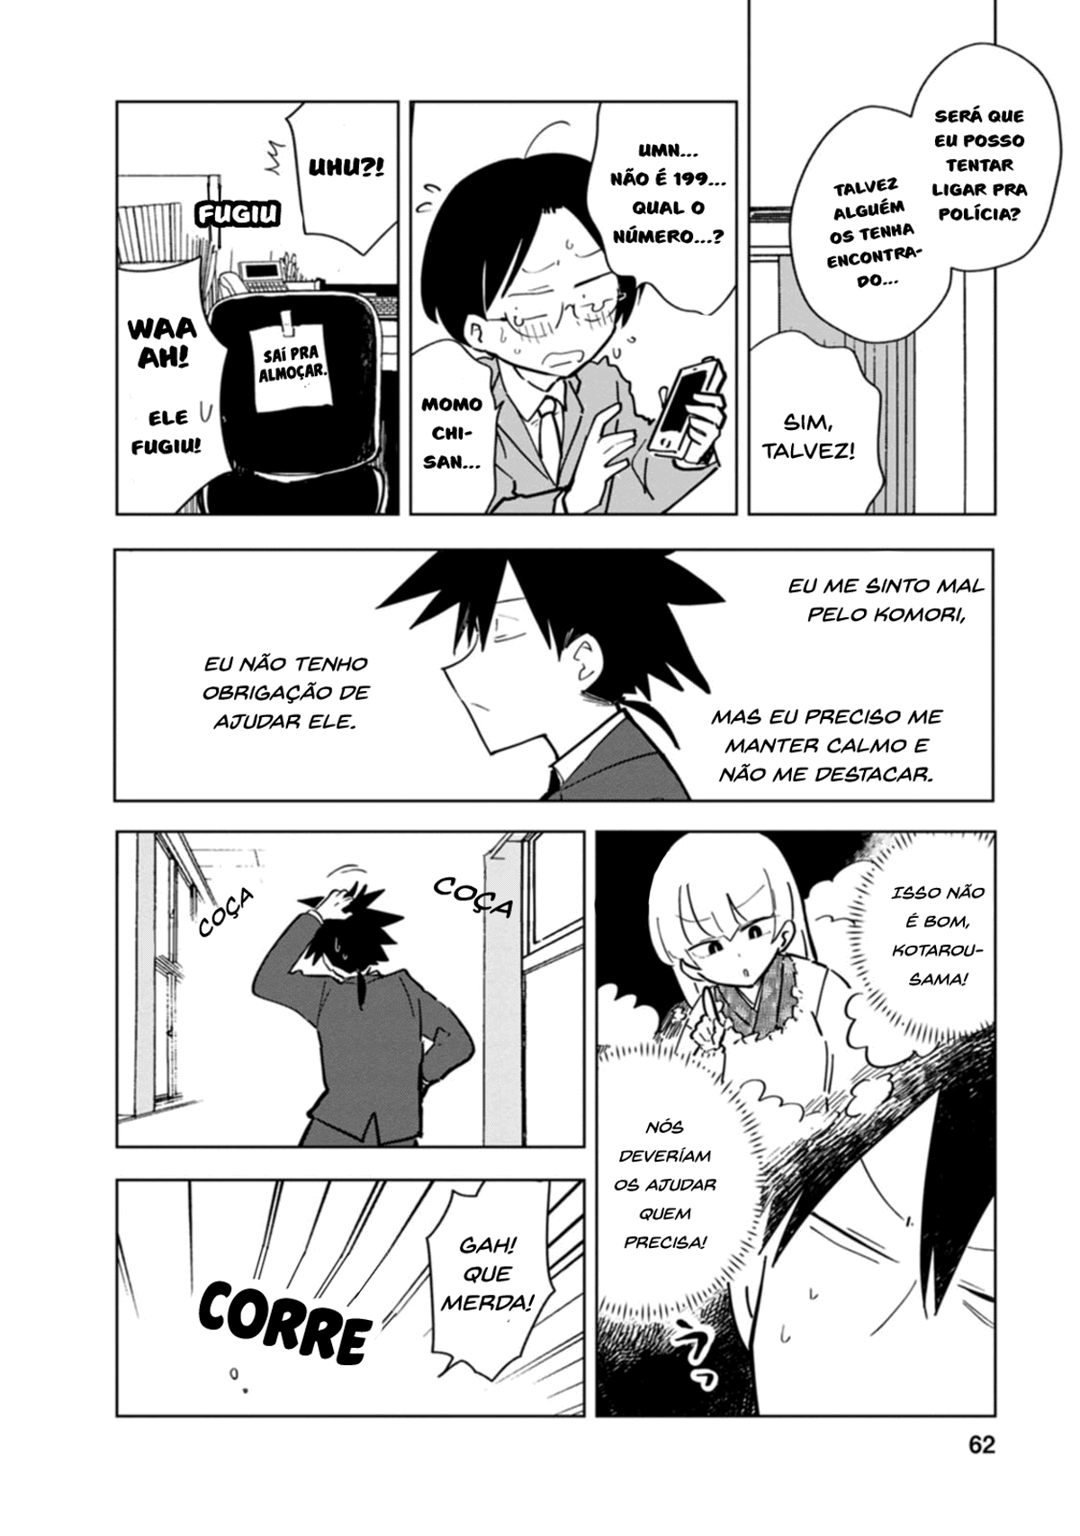 SERÁ QUE
EU POSSO
TENTAR
LIGAR PRA
POLÍCIA?
TALVEZ
ALGUÉM
OS TENHA
ENCONTRA-
DO...
SIM,
TALVEZ!
UMN...
NÃO É 199...
QUAL O
NÚMERO...?
MOMO
CHI-
SAN...
UHU?!
FUGIU
SAÍ PRA
ALMOÇAR.
WAA
AH!
ELE
FUGIU!
EU ME SINTO MAL
PELO KOMORI,
MAS EU PRECISO ME
MANTER CALMO E
NÃO ME DESTACAR.
EU NÃO TENHO
OBRIGAÇÃO DE
AJUDAR ELE.
ISSO NÃO
É BOM,
KOTAROU-
SAMA!
NÓS
DEVERÍAM
OS AJUDAR
QUEM
PRECISA!
うっ
COÇA
COÇA
GAH!
QUE
MERDA!
CORRE
62